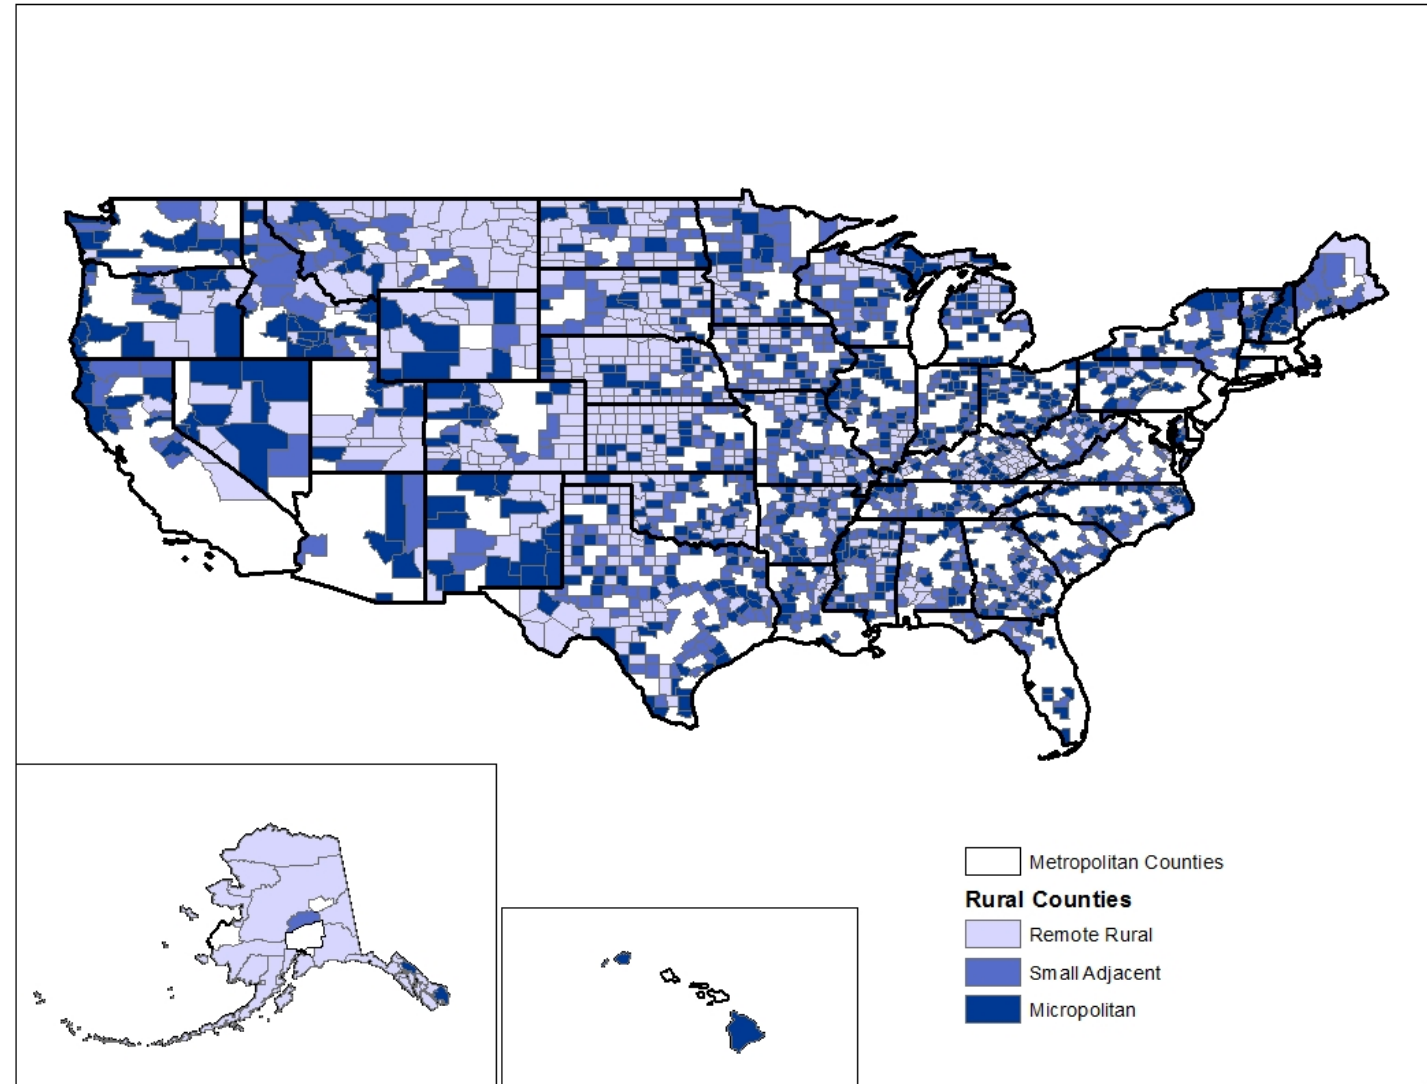 Metropolitan Counties
Rural Counties
Remote Rural
Small Adjacent
Micropolitan